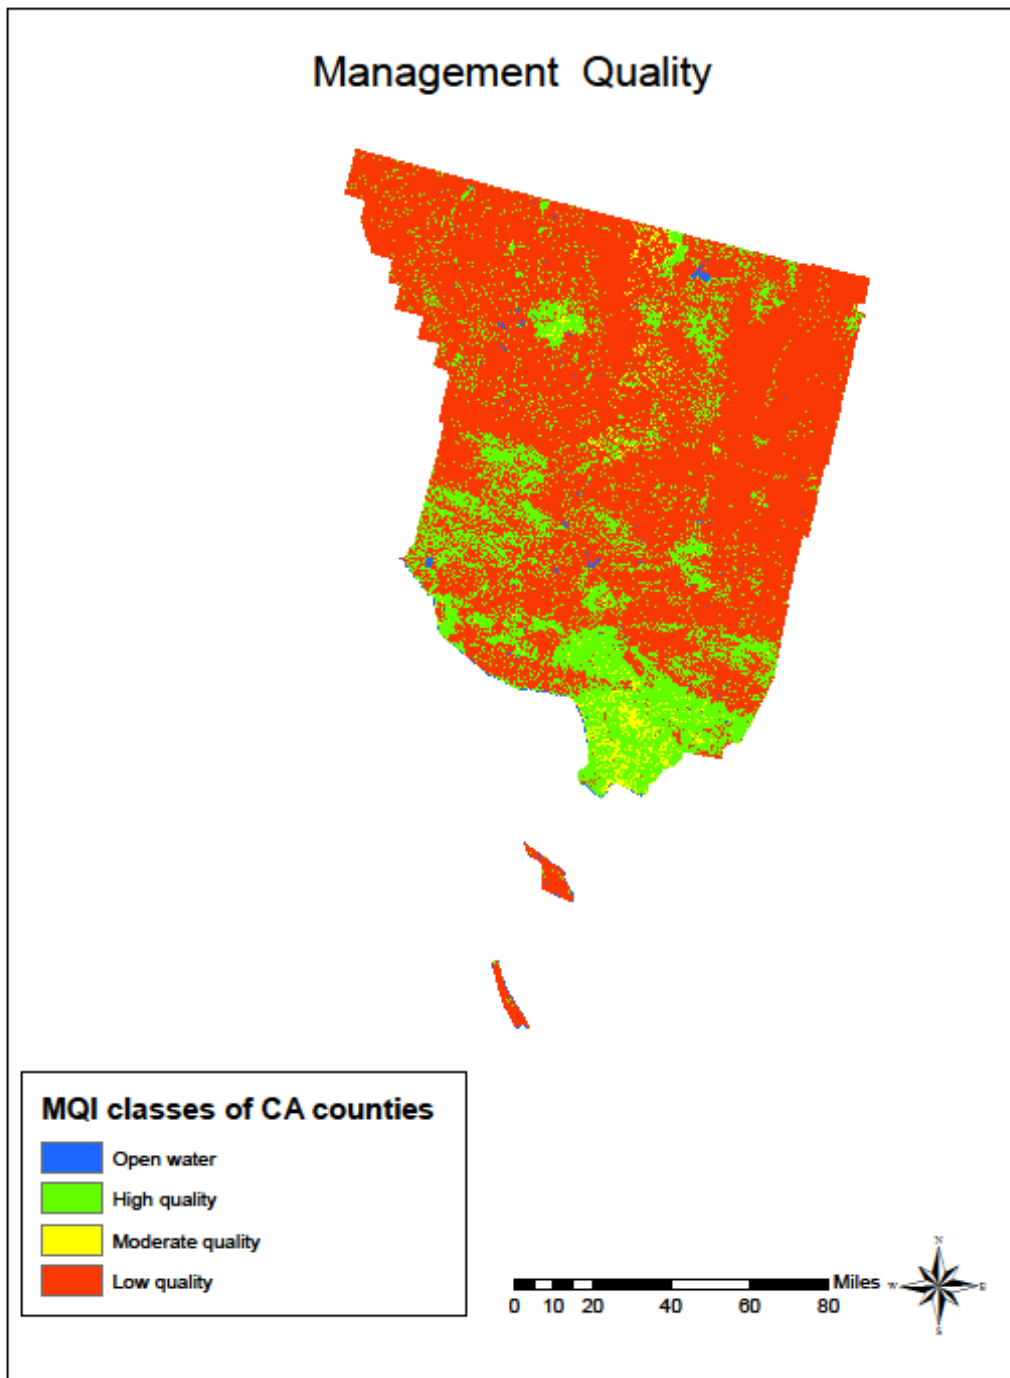 Management Quality
MQI classes of CA counties
Open water
High quality
Moderate quality
Low quality
Miles
0 10 20 40 60 80
N
W E
S